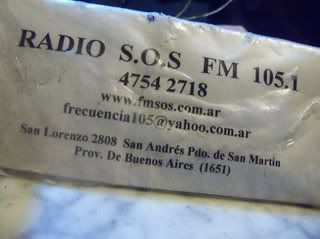 RADIO S.O.S FM 105.1
4754 2718
www.fmsos.com.ar
frecuencia105@yahoo.com.ar
San Lorenzo 2808 San Andrés Pdo. de San Martín
Prov. De Buenos Aires (1651)